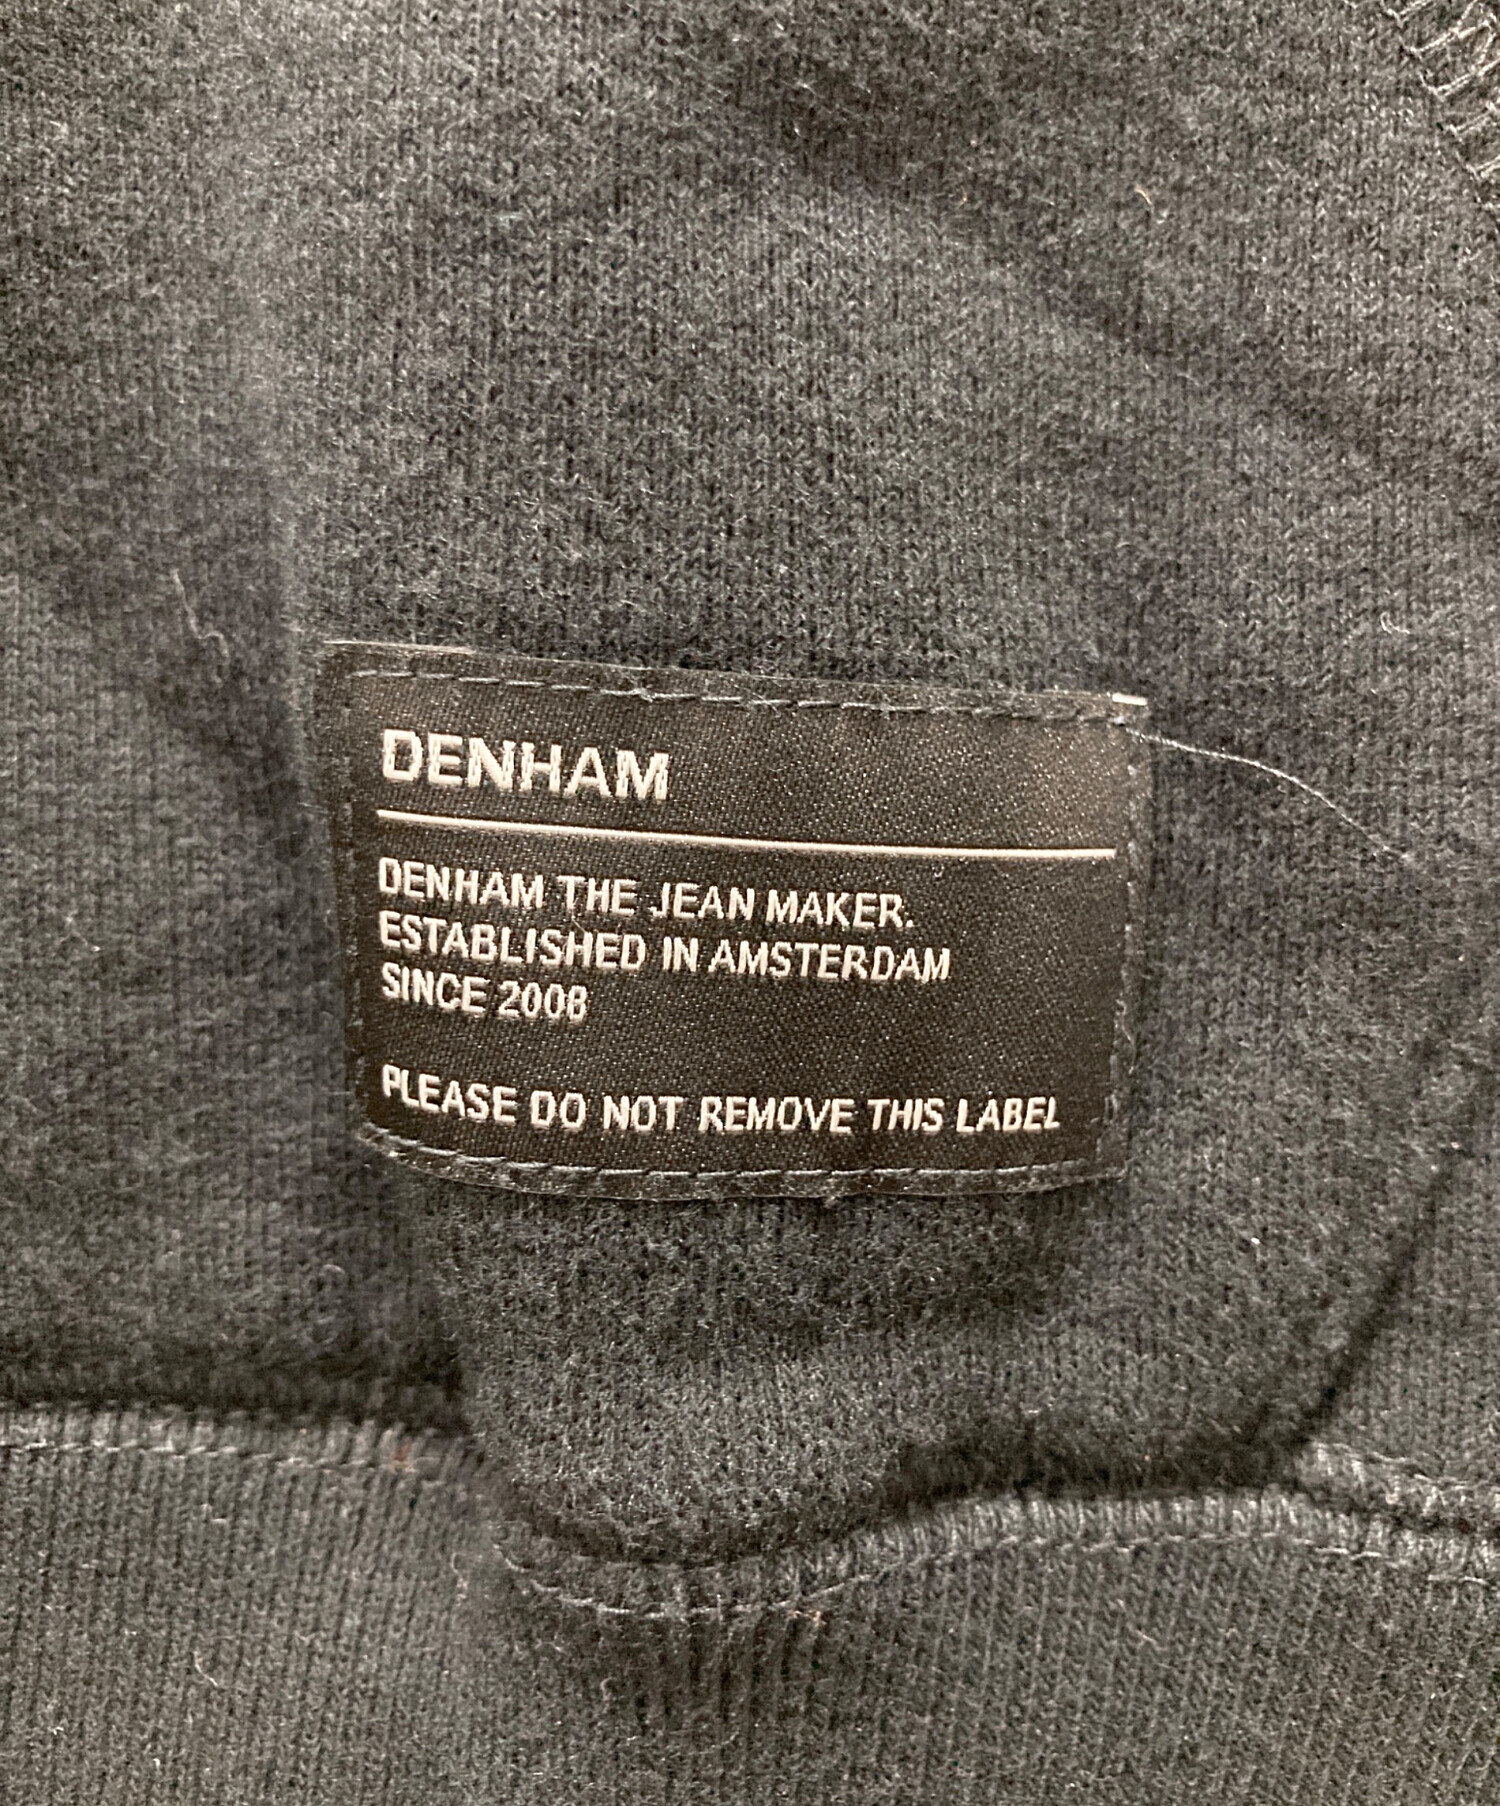 DENHAM
DENHAM THE JEAN MAKER.
ESTABLISHED IN AMSTERDAM
SINCE 2008
PLEASE DO NOT REMOVE THIS LABEL